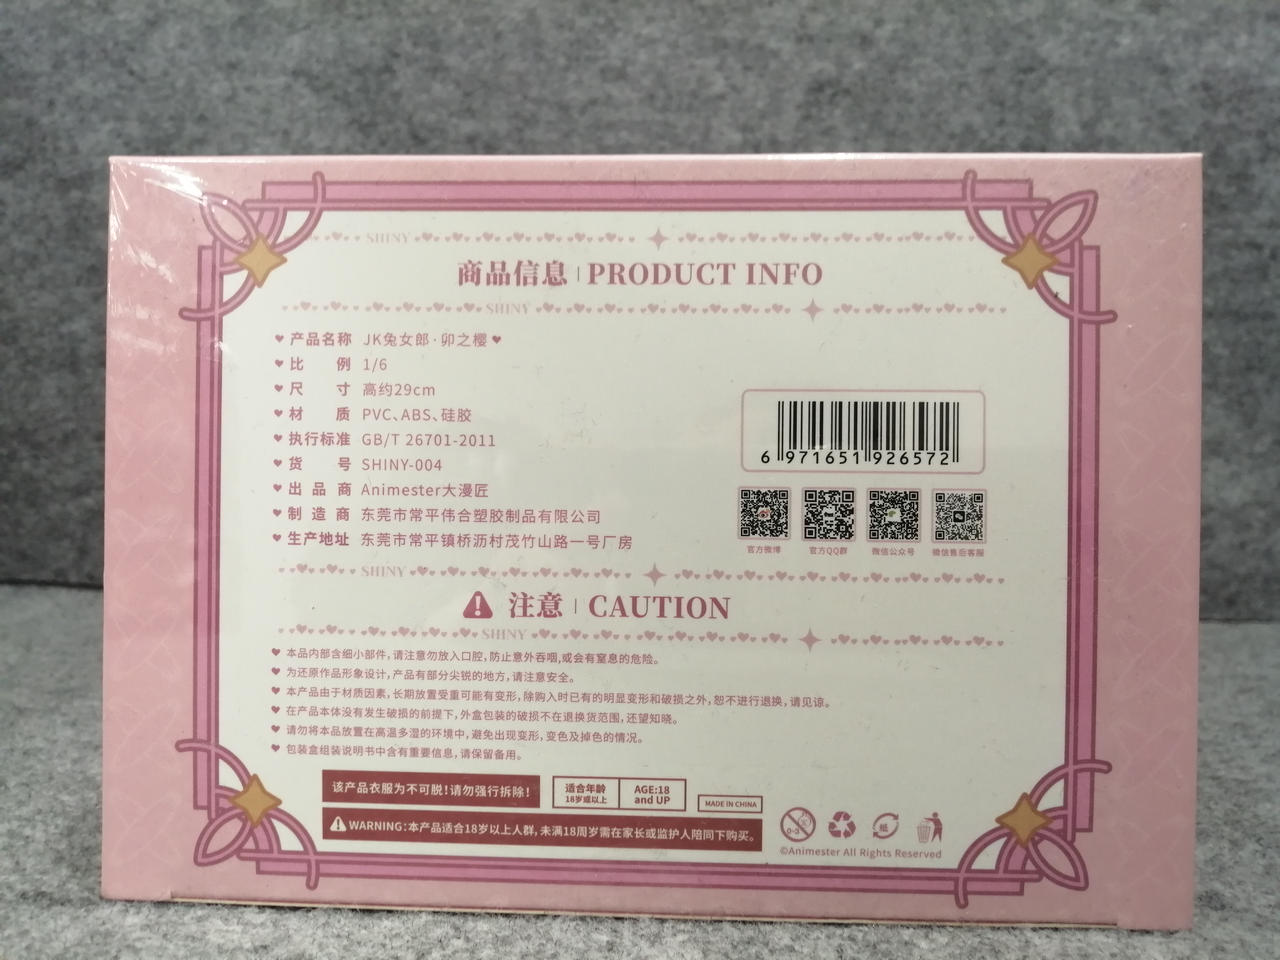 SHINY
商品信息 | PRODUCT INFO
SHINY
产品名称 JK兔女郎·卯之樱
比例 1/6
尺寸 高约29cm
材质 PVC、ABS、硅胶
执行标准 GB/T 26701-2011
货号 SHINY-004
出品商 Animester大漫匠
制造商 东莞市常平伟合塑胶制品有限公司
生产地址 东莞市常平镇桥沥村茂竹山路一号厂房
6 971651 926572
官方微博 官方QQ群 微信公众号 微信售后客服
SHINY
注意 | CAUTION
SHINY
本品内部含细小部件，请注意勿放入口腔，防止意外吞咽，或会有窒息的危险。
为还原作品形象设计，产品有部分尖锐的地方，请注意安全。
本产品由于材质因素，长期放置受重可能有变形，除购入时已有的明显变形和破损之外，恕不进行退换，请见谅。
在产品本体没有发生破损的前提下，外盒包装的破损不在退换货范围，还望知晓。
请勿将本品放置在高温多湿的环境中，避免出现变形，变色及掉色的情况。
包装盒组装说明书中含有重要信息，请保留备用。
该产品衣服为不可脱！请勿强行拆除！
适合年龄 AGE:18
18岁或以上 and UP
MADE IN CHINA
WARNING：本产品适合18岁以上人群，未满18周岁需在家长或监护人陪同下购买。
0-3
纸
©Animester All Rights Reserved